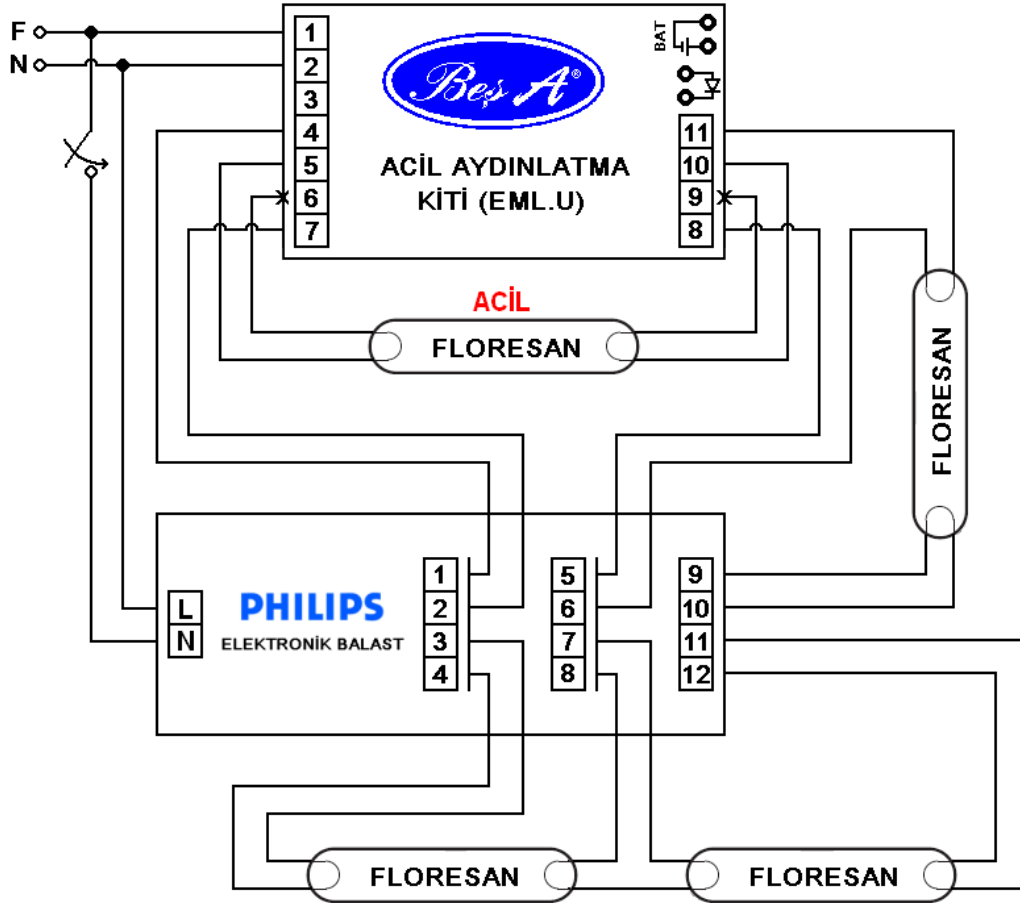 F
N
1
2
3
4
5
6
7
Beş A®
ACİL AYDINLATMA
KİTİ (EML.U)
BAT
11
10
9
8
ACİL
FLORESAN
FLORESAN
L
N
PHILIPS
ELEKTRONİK BALAST
1
2
3
4
5
6
7
8
9
10
11
12
FLORESAN
FLORESAN